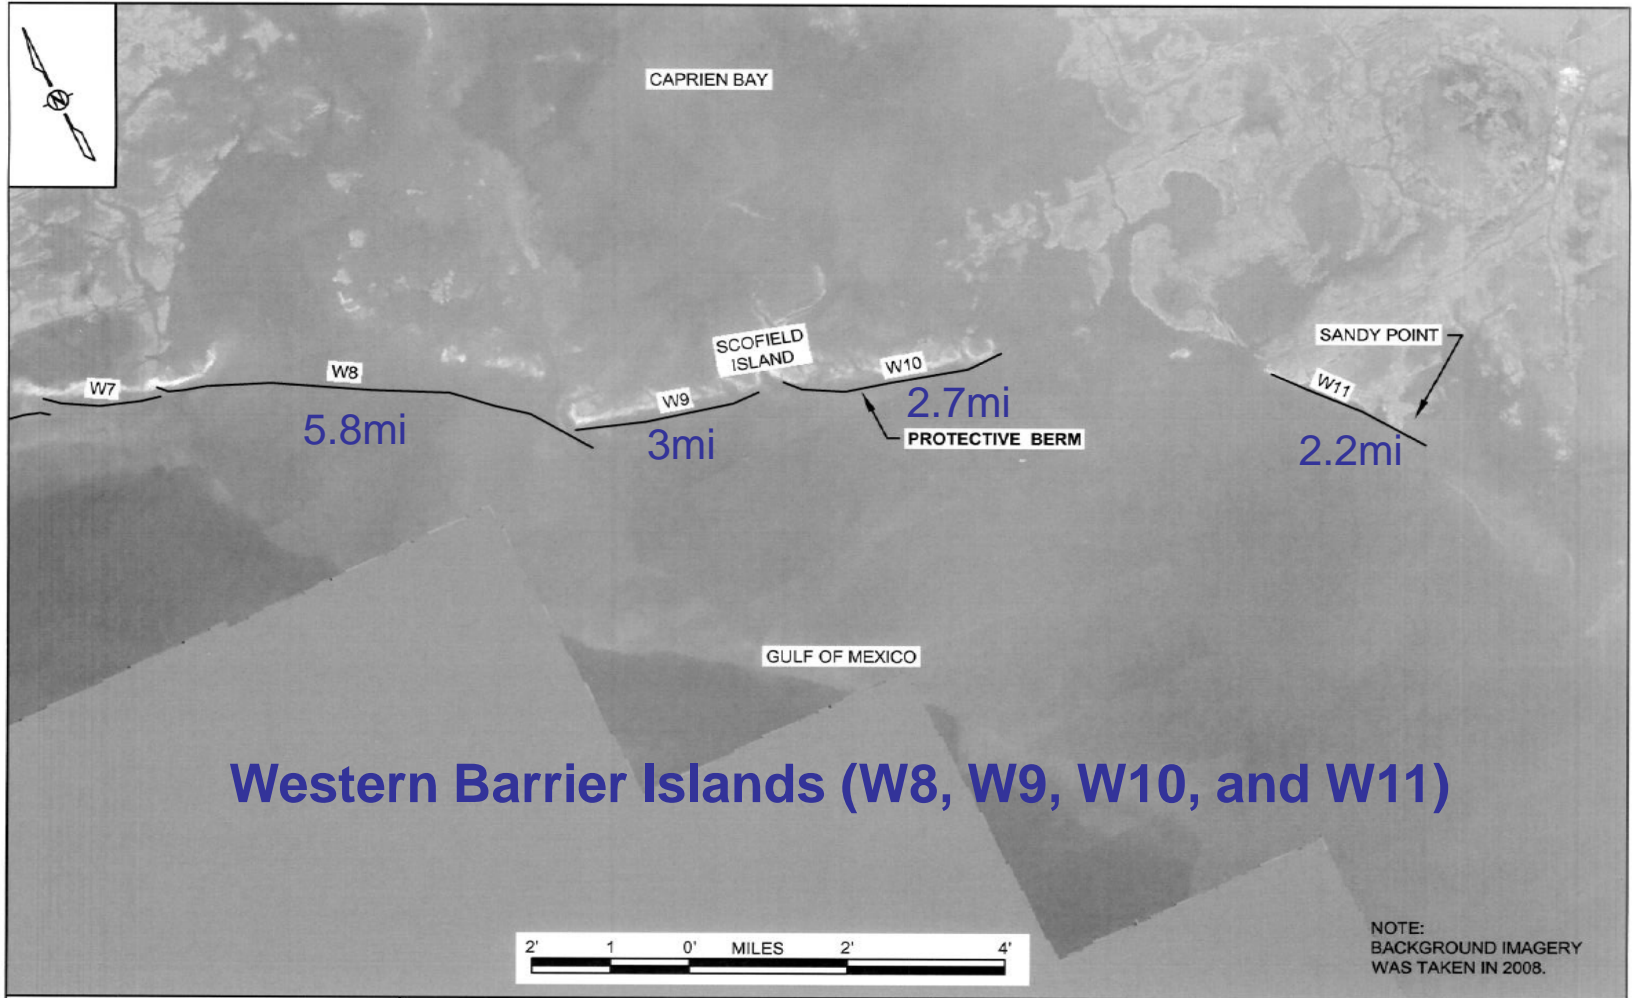 N
CAPRIEN BAY
SCOFIELD
ISLAND
SANDY POINT
W7
W8
W9
W10
W11
5.8mi
3mi
2.7mi
2.2mi
PROTECTIVE BERM
GULF OF MEXICO
Western Barrier Islands (W8, W9, W10, and W11)
2' 1 0' MILES 2' 4'
NOTE:
BACKGROUND IMAGERY
WAS TAKEN IN 2008.